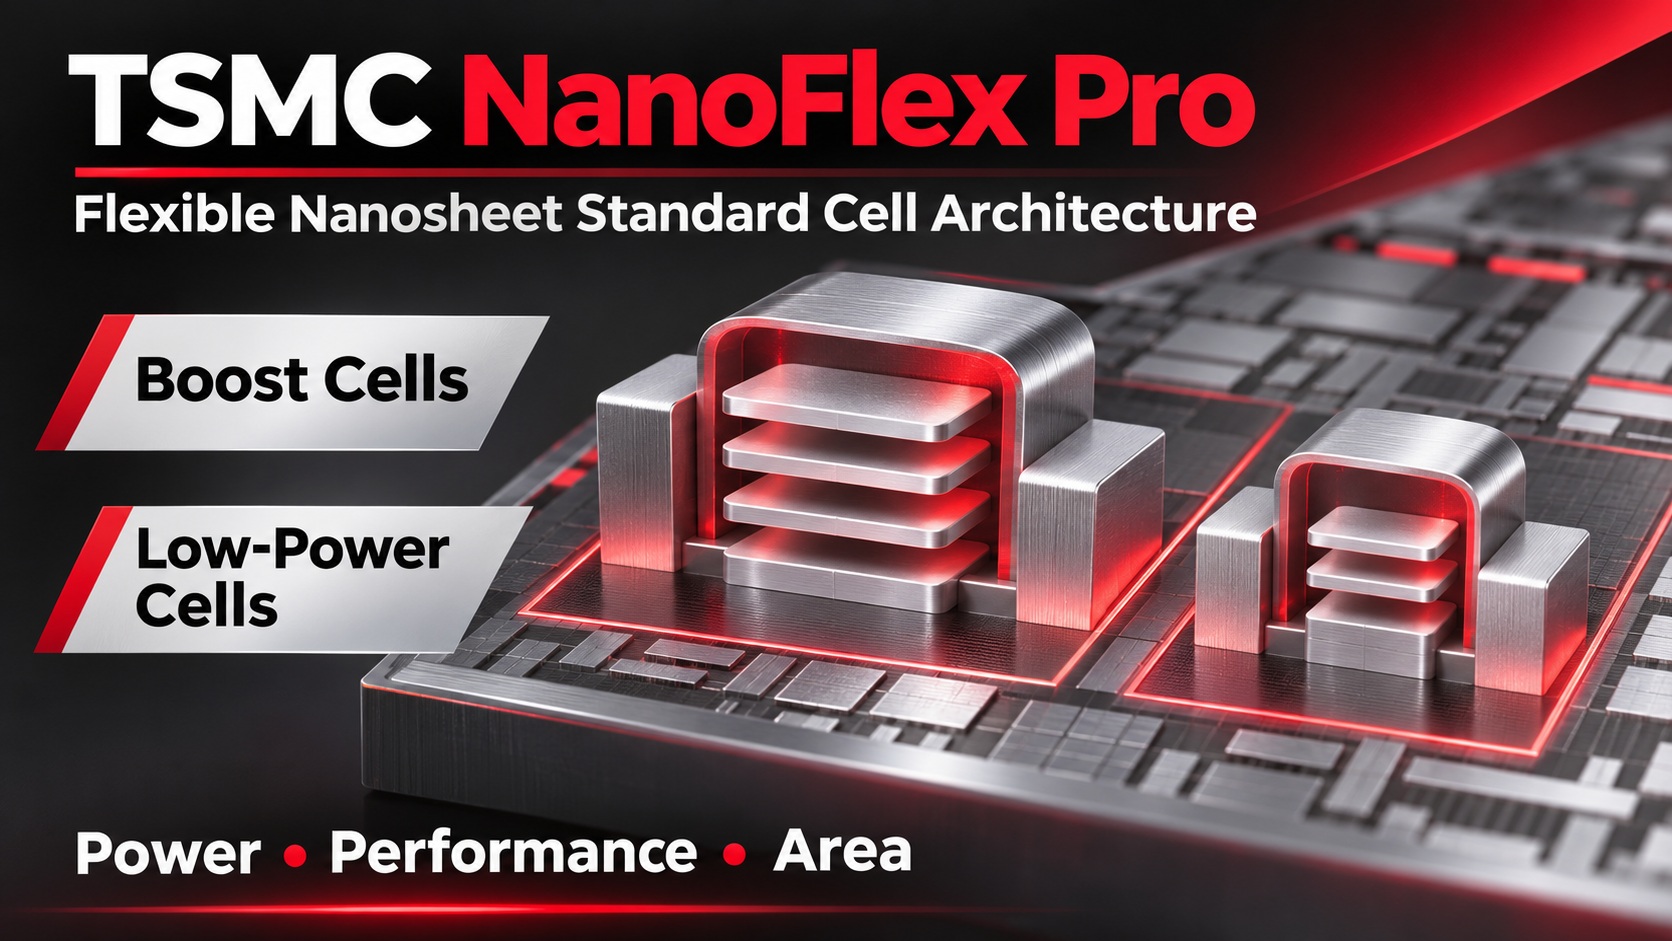 TSMC NanoFlex Pro
Flexible Nanosheet Standard Cell Architecture
Boost Cells
Low-Power
Cells
Power • Performance • Area